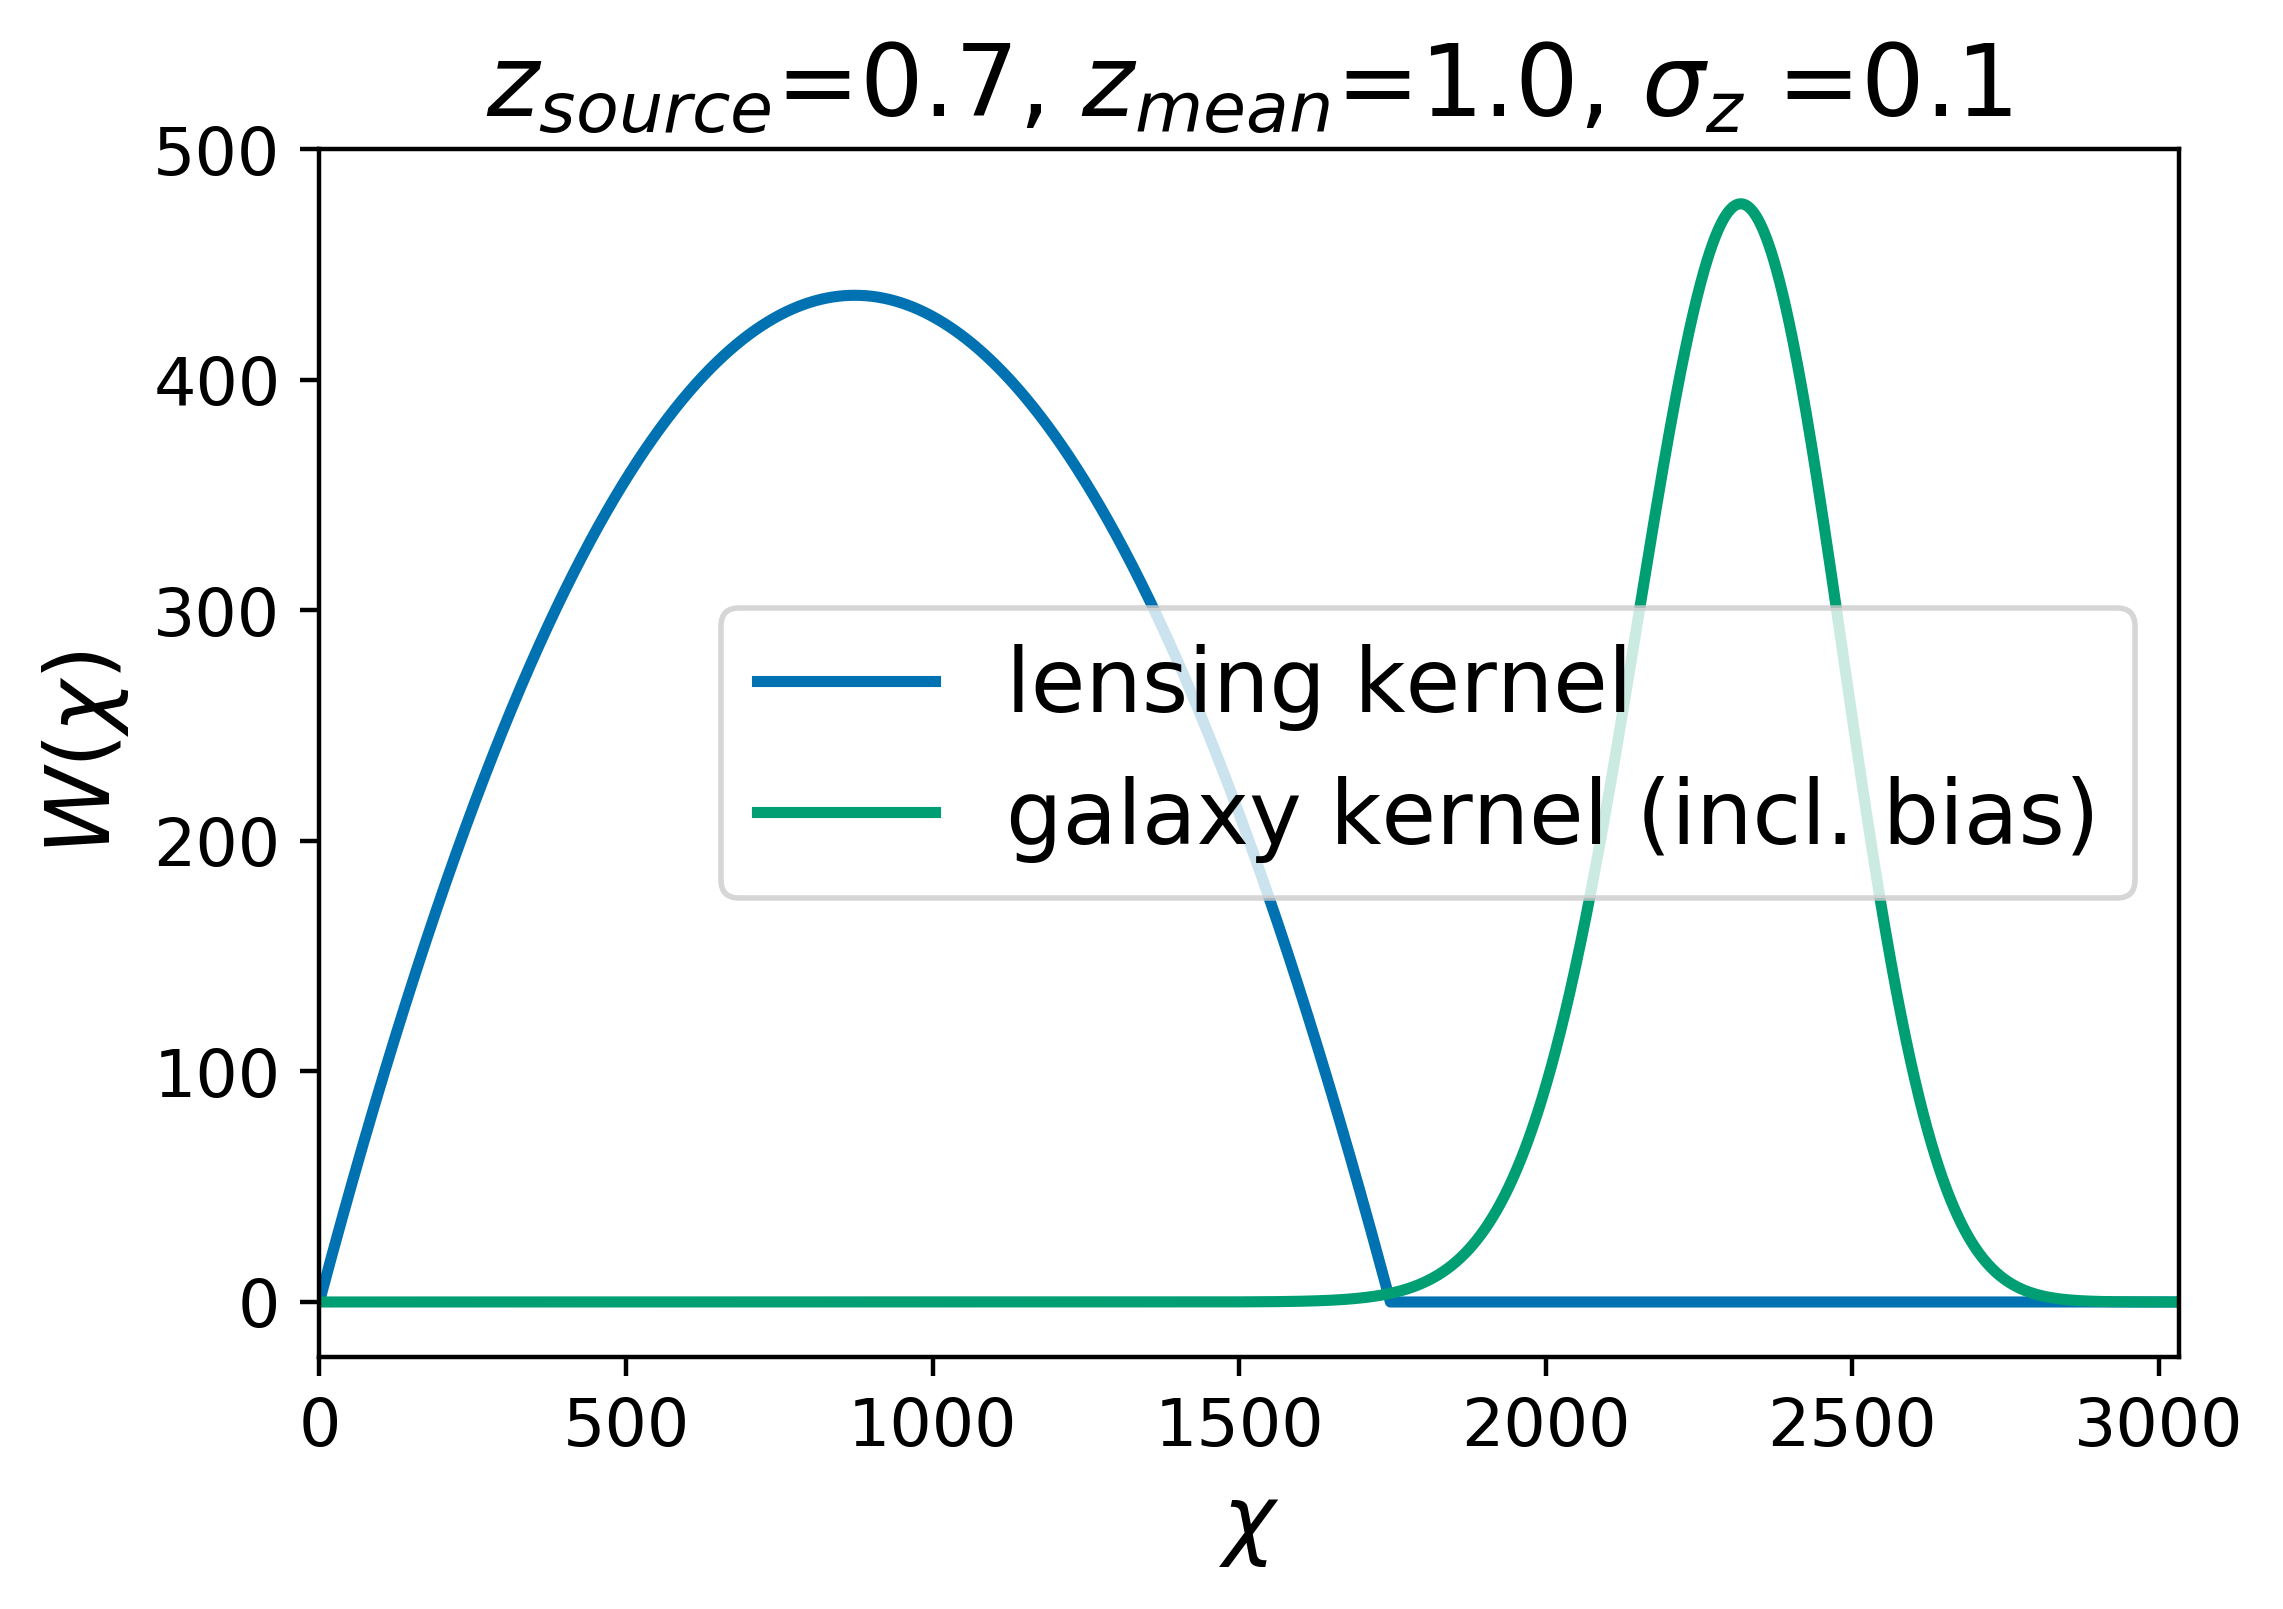 z_source=0.7, z_mean=1.0, σ_z =0.1
500
400
300
200
100
0
W(χ)
lensing kernel
galaxy kernel (incl. bias)
0 500 1000 1500 2000 2500 3000
χ